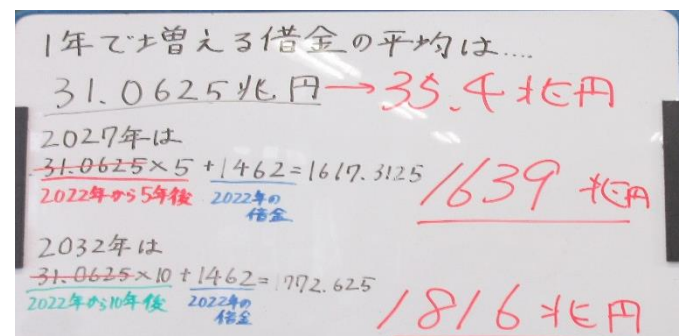 1年で増える借金の平均は....
31.0625兆円→35.4兆円
2027年は
31.0625×5+1462=1617.3125
1639兆円
2022年から5年後 2022年の借金
2032年は
31.0625×10+1462=1772.625
1816兆円
2022年から10年後 2022年の借金